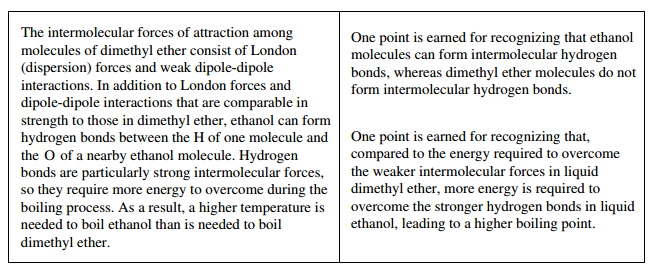 The intermolecular forces of attraction among
molecules of dimethyl ether consist of London
(dispersion) forces and weak dipole-dipole
interactions. In addition to London forces and
dipole-dipole interactions that are comparable in
strength to those in dimethyl ether, ethanol can form
hydrogen bonds between the H of one molecule and
the O of a nearby ethanol molecule. Hydrogen
bonds are particularly strong intermolecular forces,
so they require more energy to overcome during the
boiling process. As a result, a higher temperature is
needed to boil ethanol than is needed to boil
dimethyl ether.
One point is earned for recognizing that ethanol
molecules can form intermolecular hydrogen
bonds, whereas dimethyl ether molecules do not
form intermolecular hydrogen bonds.
One point is earned for recognizing that,
compared to the energy required to overcome
the weaker intermolecular forces in liquid
dimethyl ether, more energy is required to
overcome the stronger hydrogen bonds in liquid
ethanol, leading to a higher boiling point.